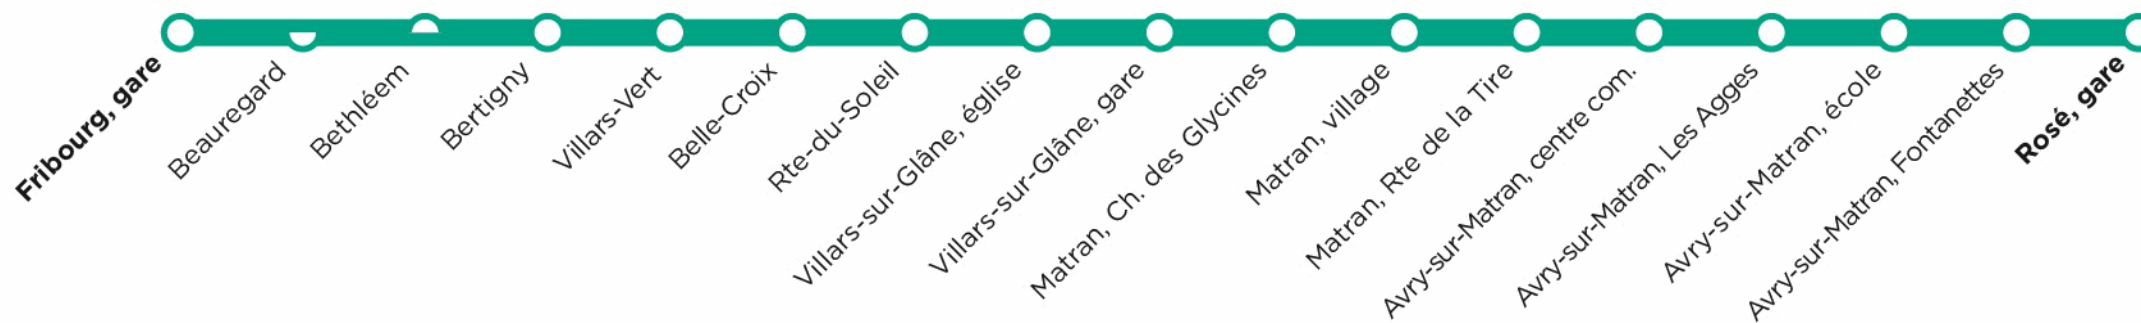 Fribourg, gare
Beauregard
Bethléem
Bertigny
Villars-Vert
Belle-Croix
Rte-du-Soleil
Villars-sur-Glâne, église
Villars-sur-Glâne, gare
Matran, Ch. des Glycines
Matran, village
Matran, Rte de la Tire
Avry-sur-Matran, centre com.
Avry-sur-Matran, Les Agges
Avry-sur-Matran, école
Avry-sur-Matran, Fontanettes
Rosé, gare